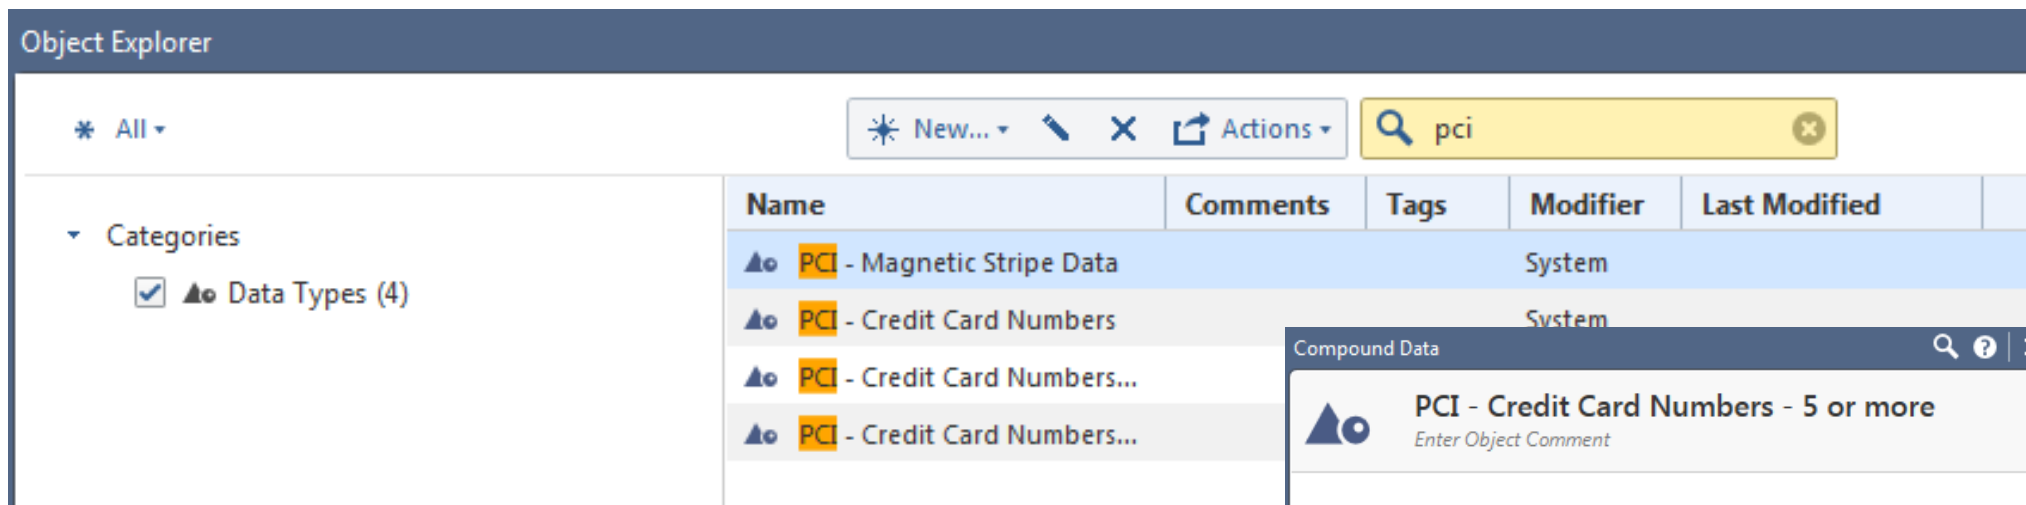 Object Explorer
All
New...
Actions
pci
Name
Comments
Tags
Modifier
Last Modified
Categories
Data Types (4)
PCI - Magnetic Stripe Data
System
PCI - Credit Card Numbers
System
PCI - Credit Card Numbers...
PCI - Credit Card Numbers...
Compound Data
PCI - Credit Card Numbers - 5 or more
Enter Object Comment